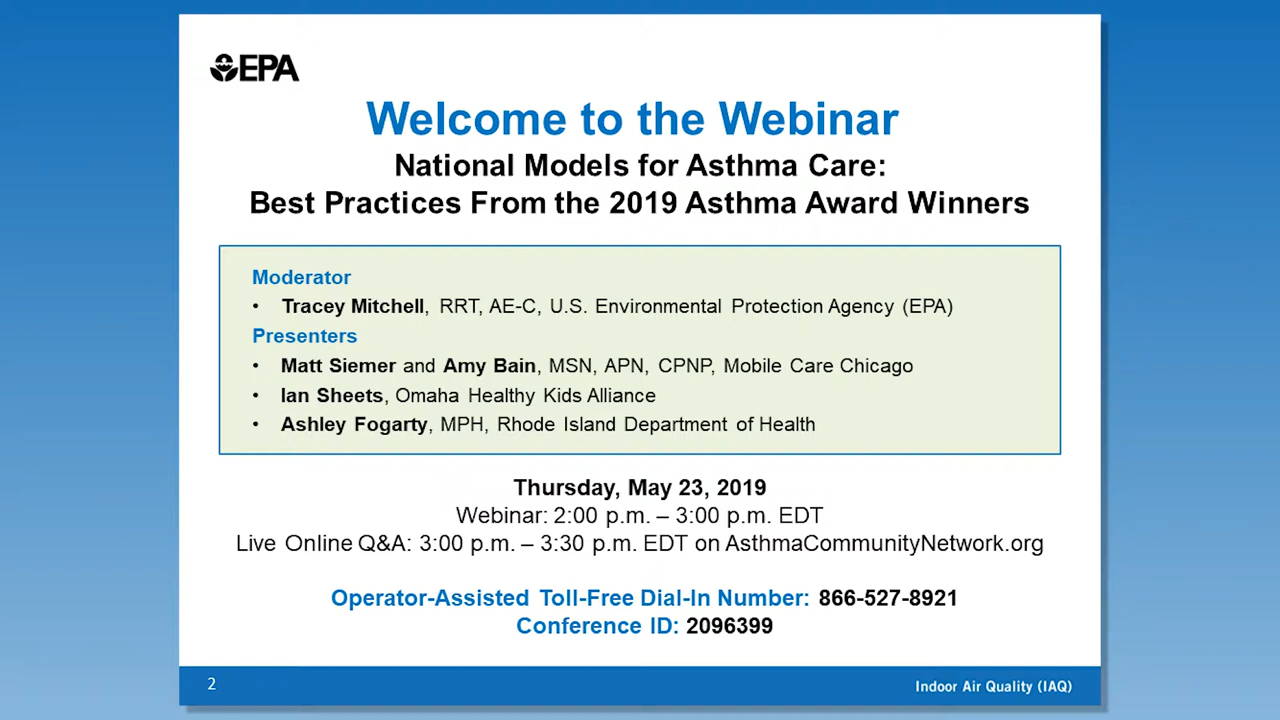 EPA
Welcome to the Webinar
National Models for Asthma Care:
Best Practices From the 2019 Asthma Award Winners
Moderator
• Tracey Mitchell, RRT, AE-C, U.S. Environmental Protection Agency (EPA)
Presenters
• Matt Siemer and Amy Bain, MSN, APN, CPNP, Mobile Care Chicago
• Ian Sheets, Omaha Healthy Kids Alliance
• Ashley Fogarty, MPH, Rhode Island Department of Health
Thursday, May 23, 2019
Webinar: 2:00 p.m. – 3:00 p.m. EDT
Live Online Q&A: 3:00 p.m. – 3:30 p.m. EDT on AsthmaCommunityNetwork.org
Operator-Assisted Toll-Free Dial-In Number: 866-527-8921
Conference ID: 2096399
2
Indoor Air Quality (IAQ)